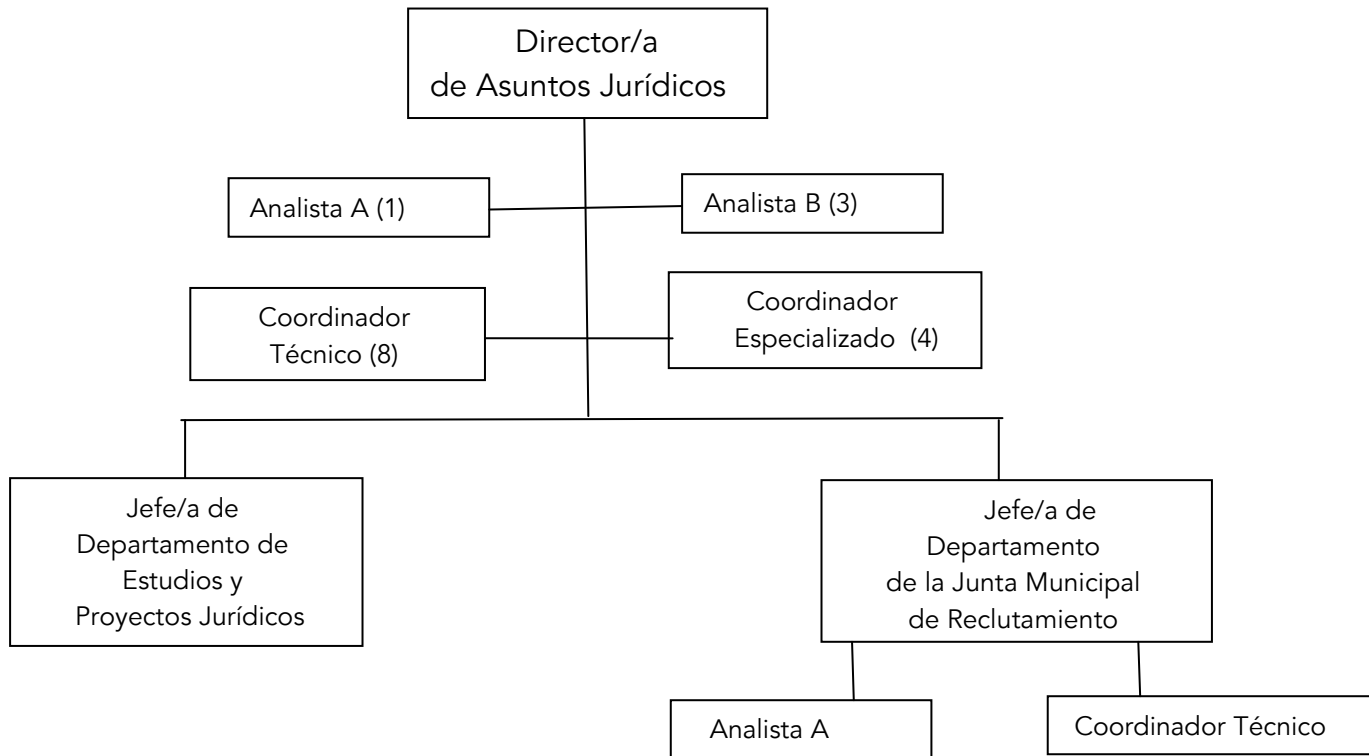 Director/a
de Asuntos Jurídicos
Analista A (1)
Analista B (3)
Coordinador
Técnico (8)
Coordinador
Especializado (4)
Jefe/a de
Departamento de
Estudios y
Proyectos Jurídicos
Jefe/a de
Departamento
de la Junta Municipal
de Reclutamiento
Analista A
Coordinador Técnico